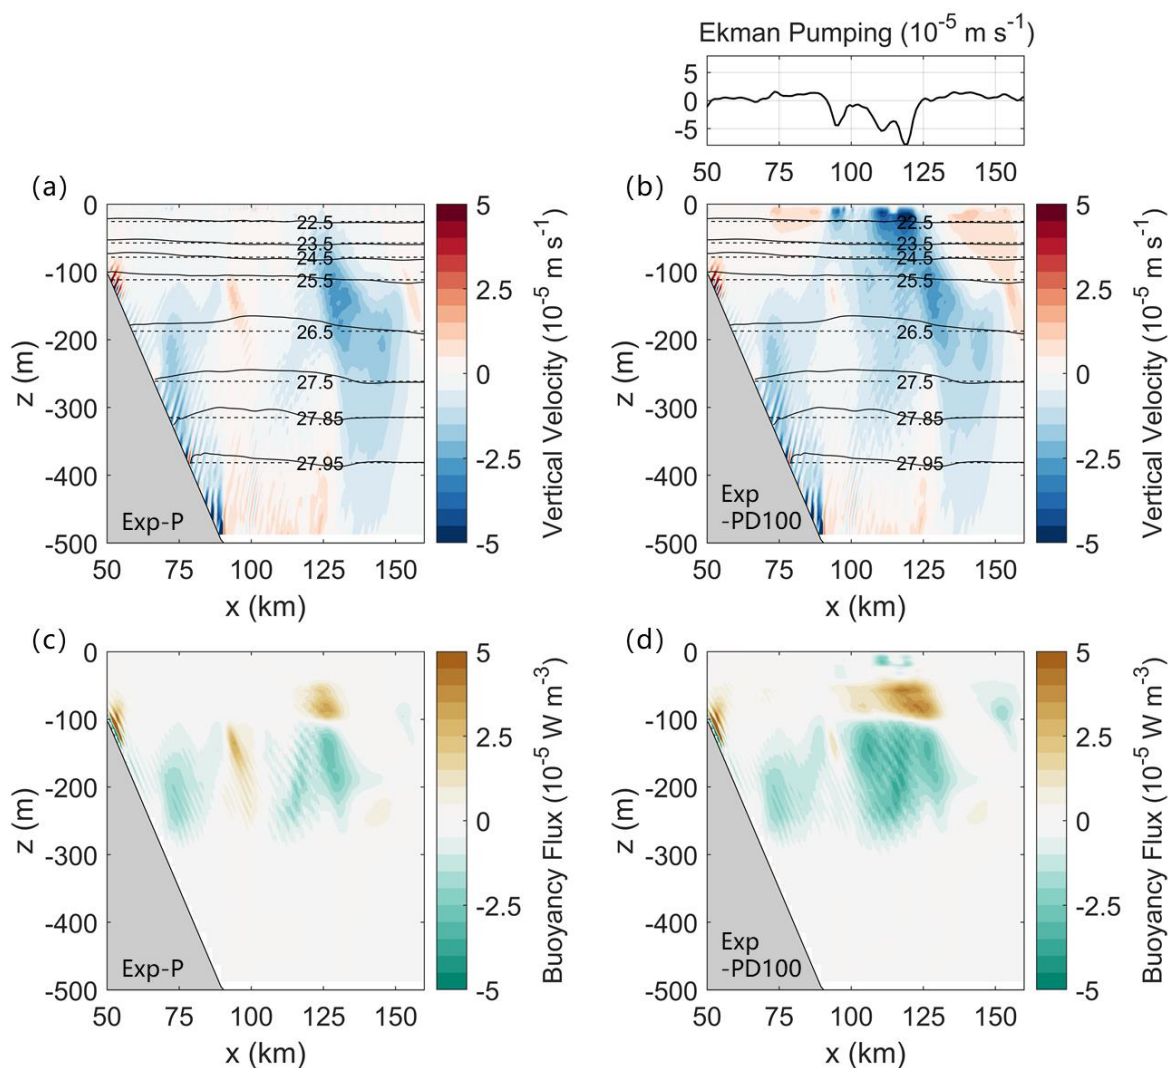 Ekman Pumping (10⁻⁵ m s⁻¹)
5
0
-5
50 75 100 125 150
(a)
0
-100
-200
-300
-400
-500
z (m)
22.5
23.5
24.5
25.5
26.5
27.5
27.85
27.95
Exp-P
50 75 100 125 150
x (km)
5
2.5
0
-2.5
-5
Vertical Velocity (10⁻⁵ m s⁻¹)
(b)
0
-100
-200
-300
-400
-500
z (m)
22.5
23.5
24.5
25.5
26.5
27.5
27.85
27.95
Exp
-PD100
50 75 100 125 150
x (km)
5
2.5
0
-2.5
-5
Vertical Velocity (10⁻⁵ m s⁻¹)
(c)
0
-100
-200
-300
-400
-500
z (m)
Exp-P
50 75 100 125 150
x (km)
5
2.5
0
-2.5
-5
Buoyancy Flux (10⁻⁵ W m⁻³)
(d)
0
-100
-200
-300
-400
-500
z (m)
Exp
-PD100
50 75 100 125 150
x (km)
5
2.5
0
-2.5
-5
Buoyancy Flux (10⁻⁵ W m⁻³)